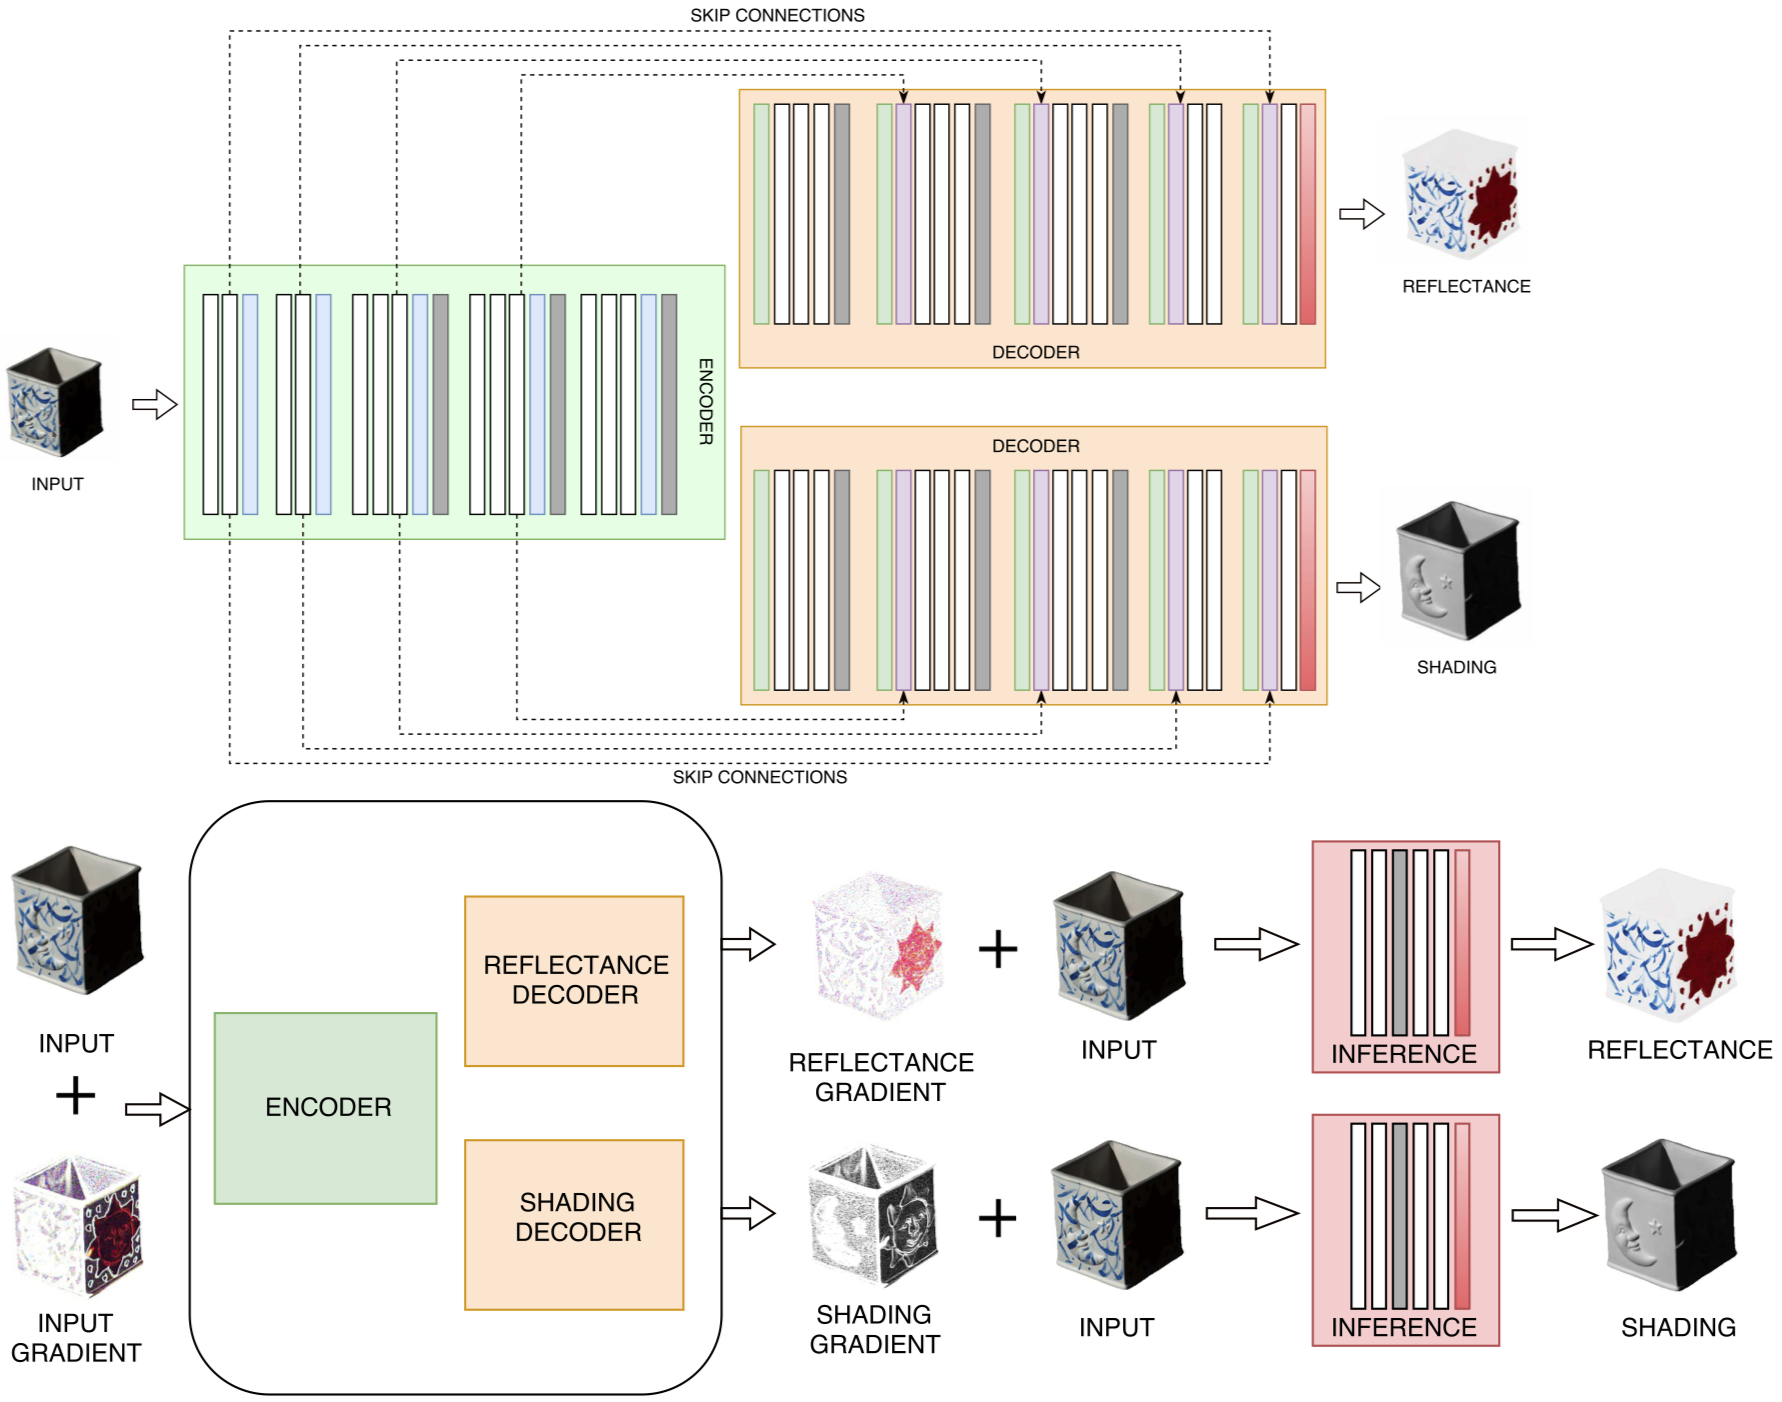 SKIP CONNECTIONS
DECODER
REFLECTANCE
ENCODER
INPUT
DECODER
SHADING
SKIP CONNECTIONS
INPUT
+
INPUT
GRADIENT
ENCODER
REFLECTANCE
DECODER
SHADING
DECODER
REFLECTANCE
GRADIENT
+
INPUT
INFERENCE
REFLECTANCE
SHADING
GRADIENT
+
INPUT
INFERENCE
SHADING